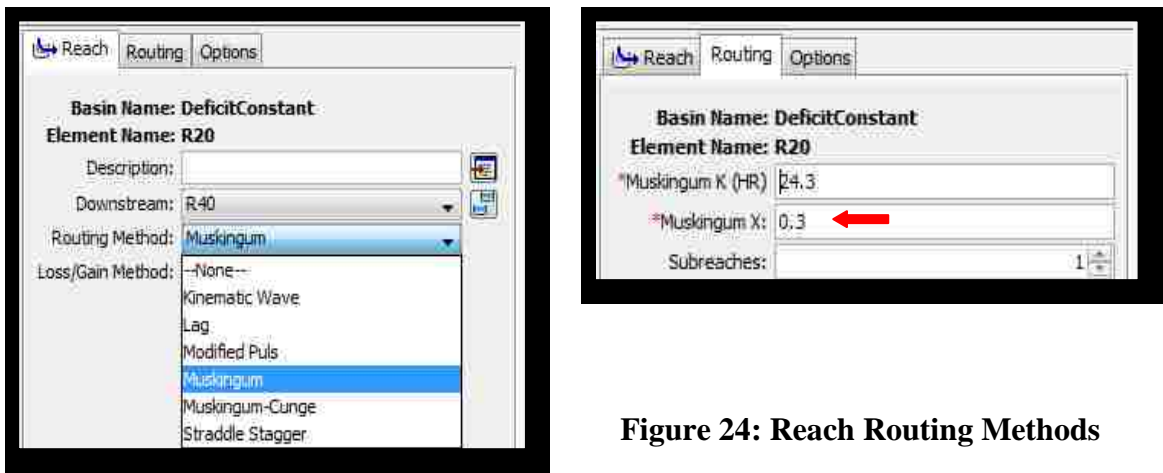 Reach Routing Options
Basin Name: DeficitConstant
Element Name: R20
Description:
Downstream: R40
Routing Method: Muskingum
Loss/Gain Method: --None--
Kinematic Wave
Lag
Modified Puls
Muskingum
Muskingum-Cunge
Straddle Stagger
Reach Routing Options
Basin Name: DeficitConstant
Element Name: R20
*Muskingum K (HR) 24.3
*Muskingum X: 0.3
Subreaches: 1
Figure 24: Reach Routing Methods